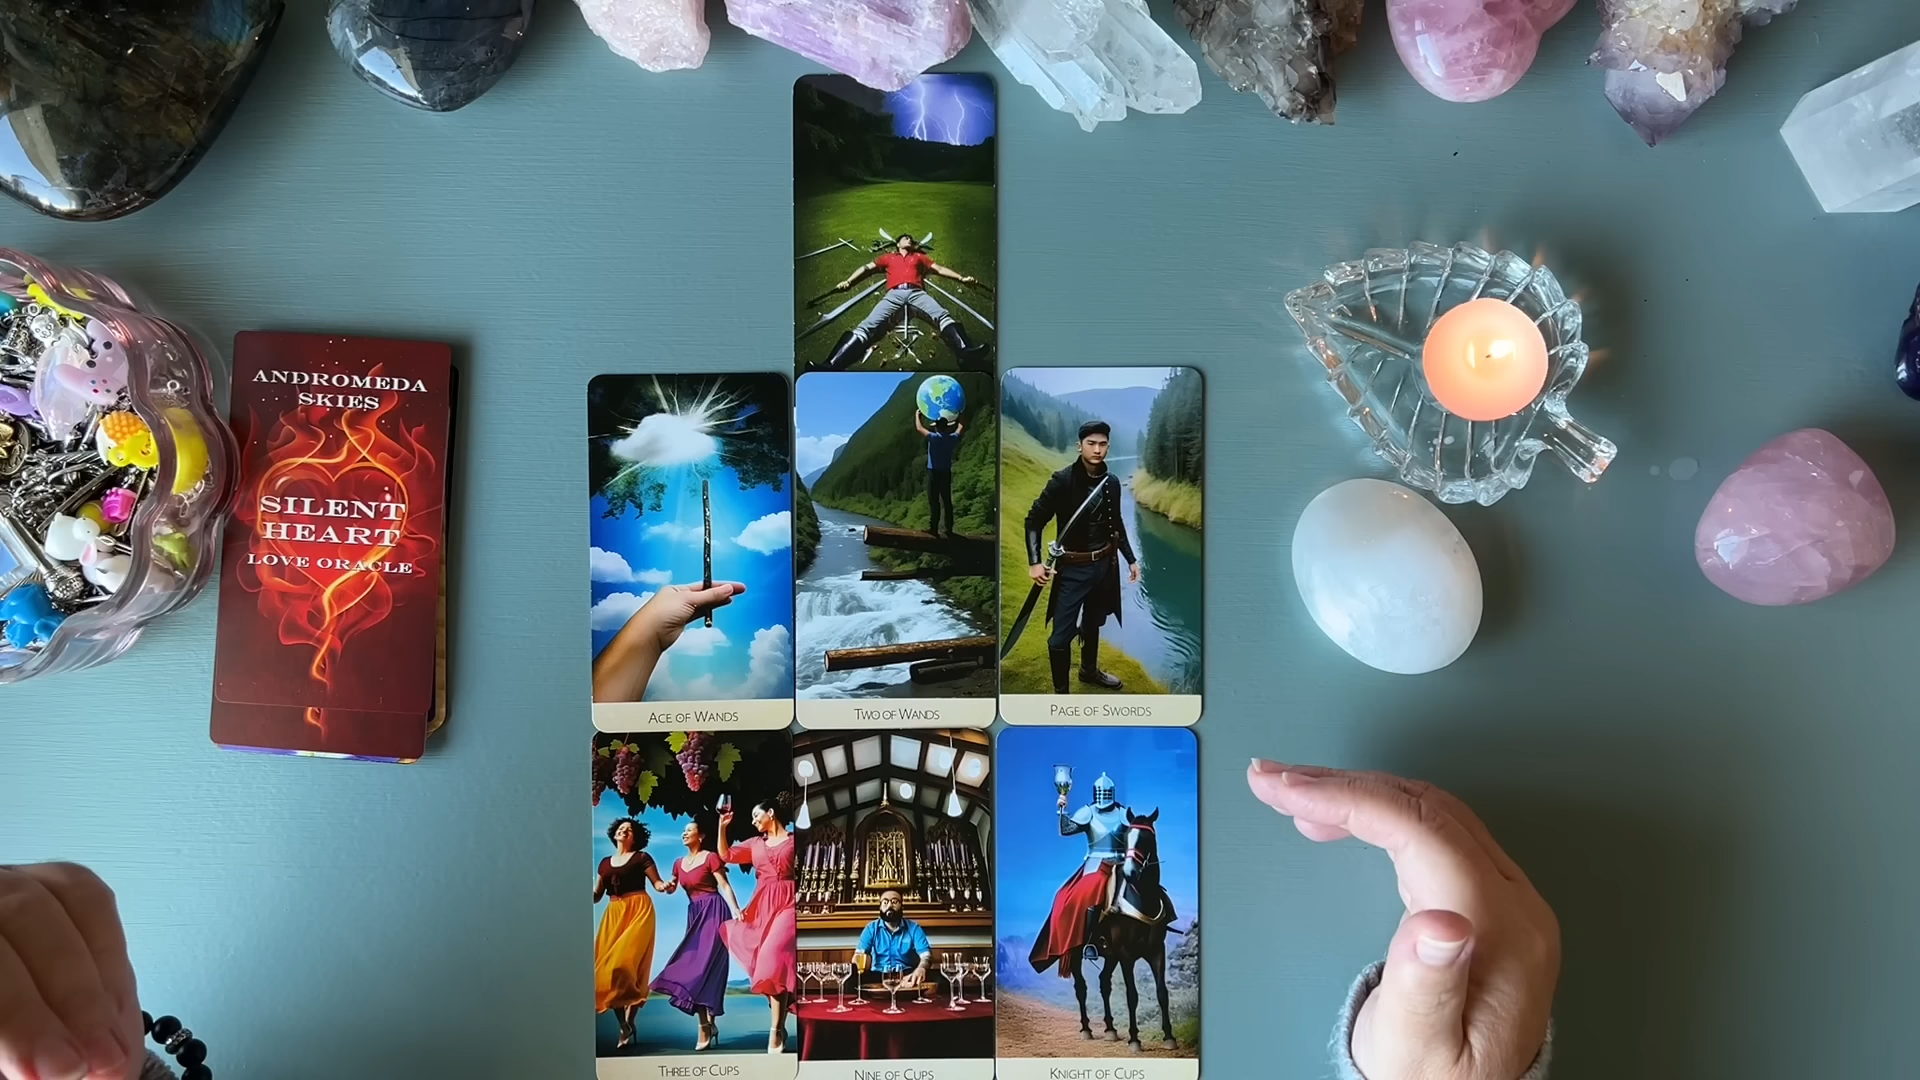 ANDROMEDA
SKIES
SILENT
HEART
LOVE ORACLE
ACE OF WANDS
TWO OF WANDS
PAGE OF SWORDS
THREE OF CUPS
NINE OF CUPS
KNIGHT OF CUPS